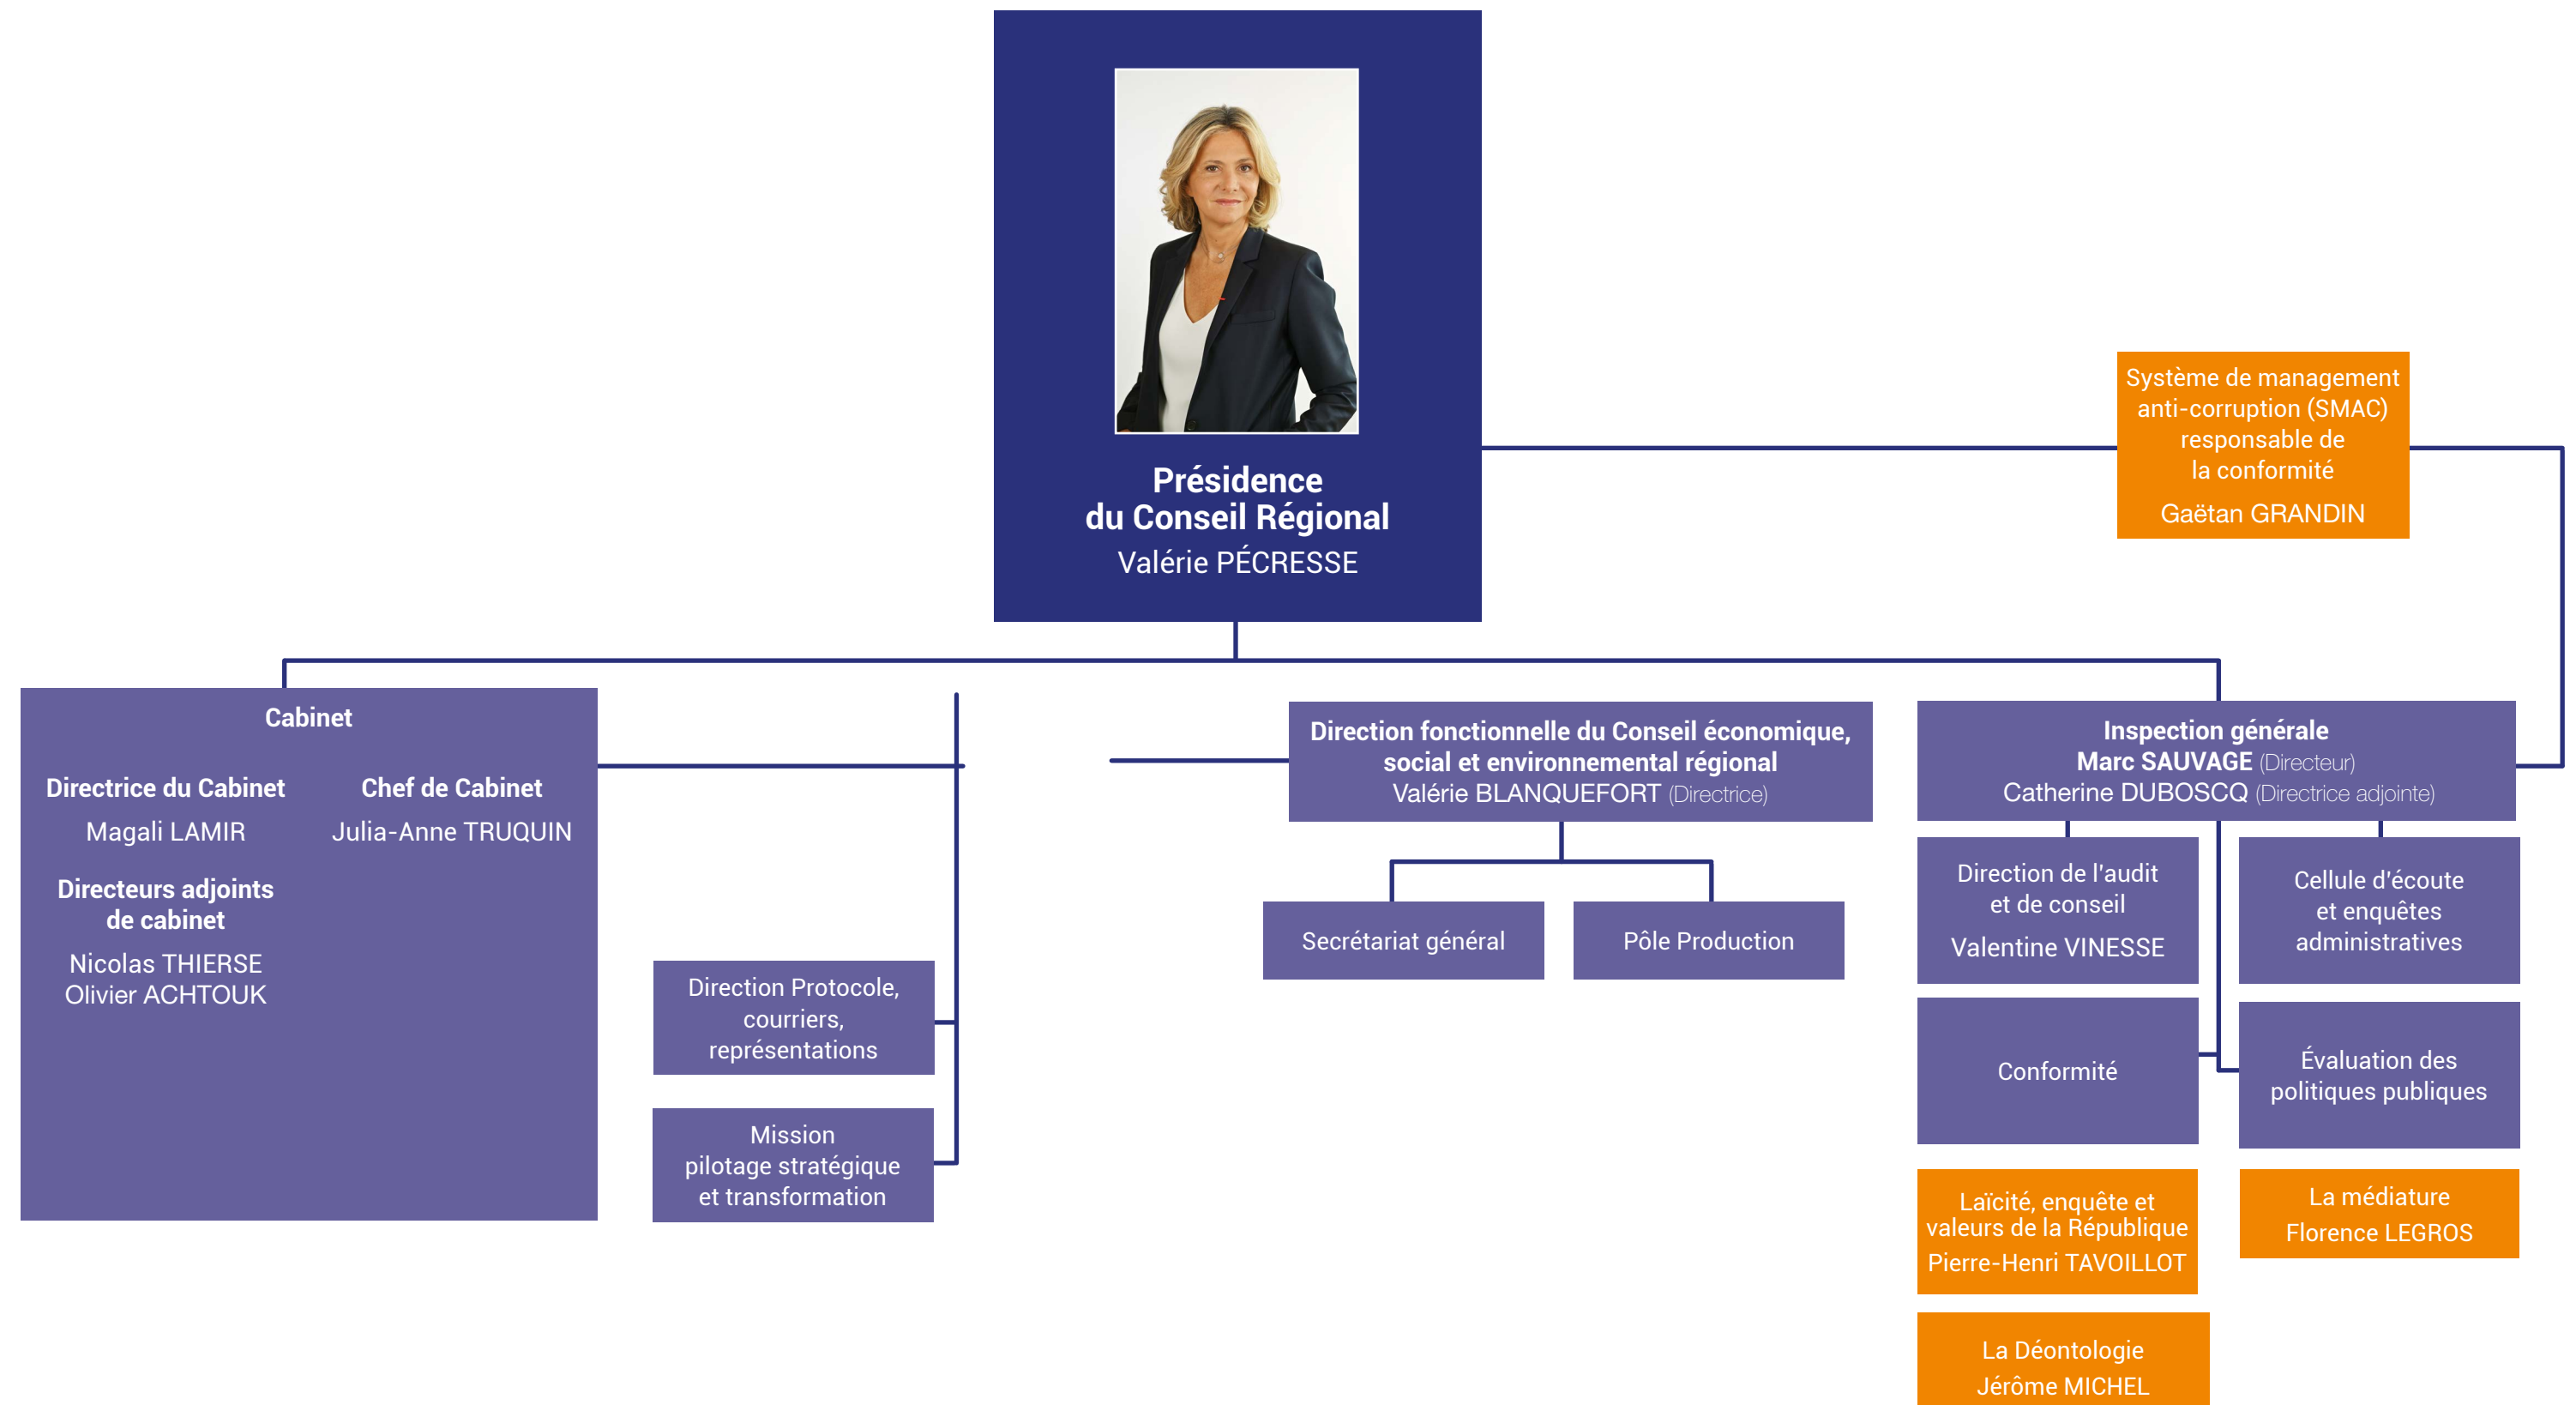 Présidence
du Conseil Régional
Valérie PÉCRESSE
Système de management
anti-corruption (SMAC)
responsable de
la conformité
Gaëtan GRANDIN
Cabinet
Directrice du Cabinet
Magali LAMIR
Chef de Cabinet
Julia-Anne TRUQUIN
Directeurs adjoints
de cabinet
Nicolas THIERSE
Olivier ACHTOUK
Direction Protocole,
courriers,
représentations
Mission
pilotage stratégique
et transformation
Direction fonctionnelle du Conseil économique,
social et environnemental régional
Valérie BLANQUEFORT (Directrice)
Secrétariat général
Pôle Production
Inspection générale
Marc SAUVAGE (Directeur)
Catherine DUBOSCQ (Directrice adjointe)
Direction de l'audit
et de conseil
Valentine VINESSE
Cellule d'écoute
et enquêtes
administratives
Conformité
Évaluation des
politiques publiques
Laïcité, enquête et
valeurs de la République
Pierre-Henri TAVOILLOT
La médiature
Florence LEGROS
La Déontologie
Jérôme MICHEL